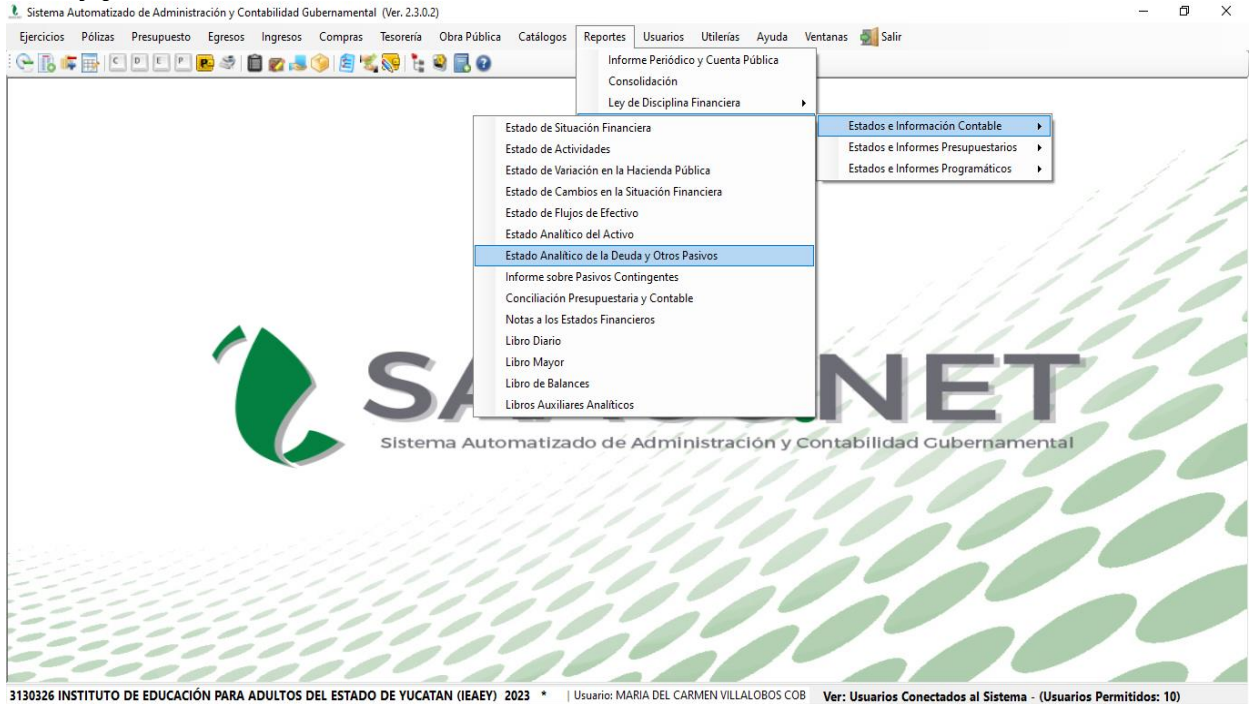 Sistema Automatizado de Administración y Contabilidad Gubernamental (Ver. 2.3.0.2)
Ejercicios Pólizas Presupuesto Egresos Ingresos Compras Tesorería Obra Pública Catálogos Reportes Usuarios Utilerías Ayuda Ventanas Salir
C D E P P
Informe Periódico y Cuenta Pública
Consolidación
Ley de Disciplina Financiera
Estados e Información Contable
Estados e Informes Presupuestarios
Estados e Informes Programáticos
Estado de Situación Financiera
Estado de Actividades
Estado de Variación en la Hacienda Pública
Estado de Cambios en la Situación Financiera
Estado de Flujos de Efectivo
Estado Analítico del Activo
Estado Analítico de la Deuda y Otros Pasivos
Informe sobre Pasivos Contingentes
Conciliación Presupuestaria y Contable
Notas a los Estados Financieros
Libro Diario
Libro Mayor
Libro de Balances
Libros Auxiliares Analíticos
NET
Sistema Automatizado de Administración y Contabilidad Gubernamental
3130326 INSTITUTO DE EDUCACIÓN PARA ADULTOS DEL ESTADO DE YUCATAN (IEAEY) 2023 * | Usuario: MARIA DEL CARMEN VILLALOBOS COB Ver: Usuarios Conectados al Sistema - (Usuarios Permitidos: 10)